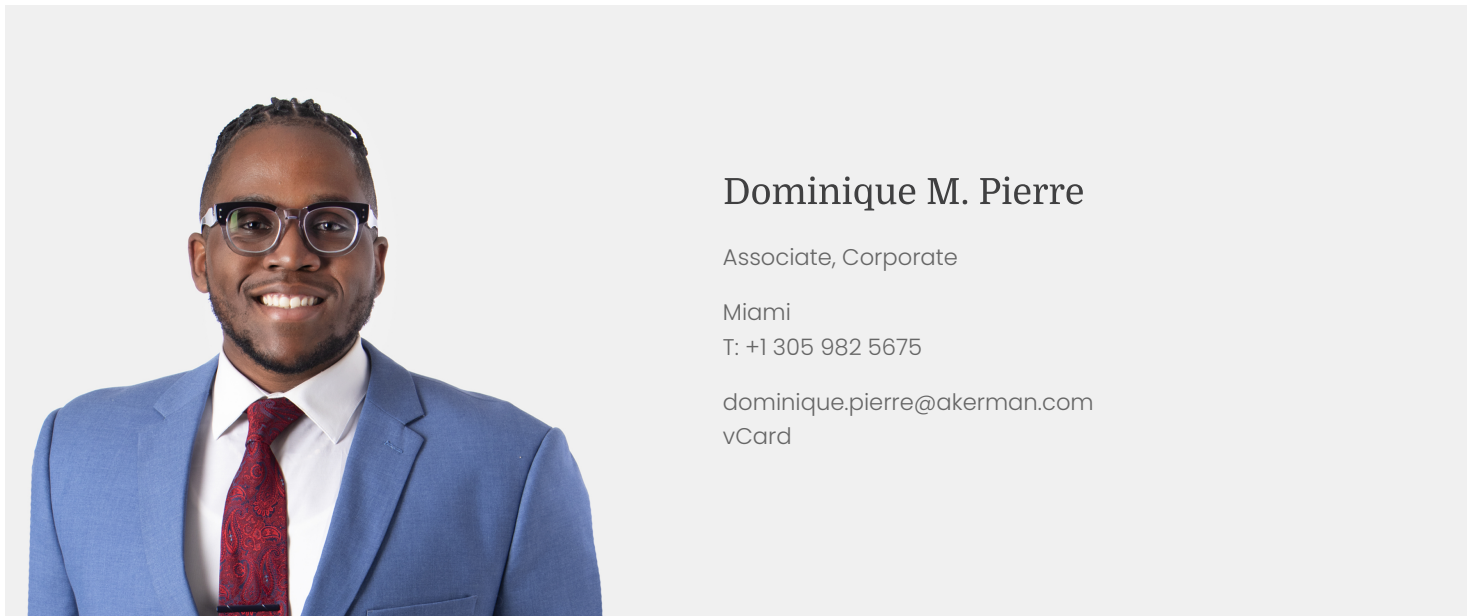 Dominique M. Pierre
Associate, Corporate
Miami
T: +1 305 982 5675
dominique.pierre@akerman.com
vCard